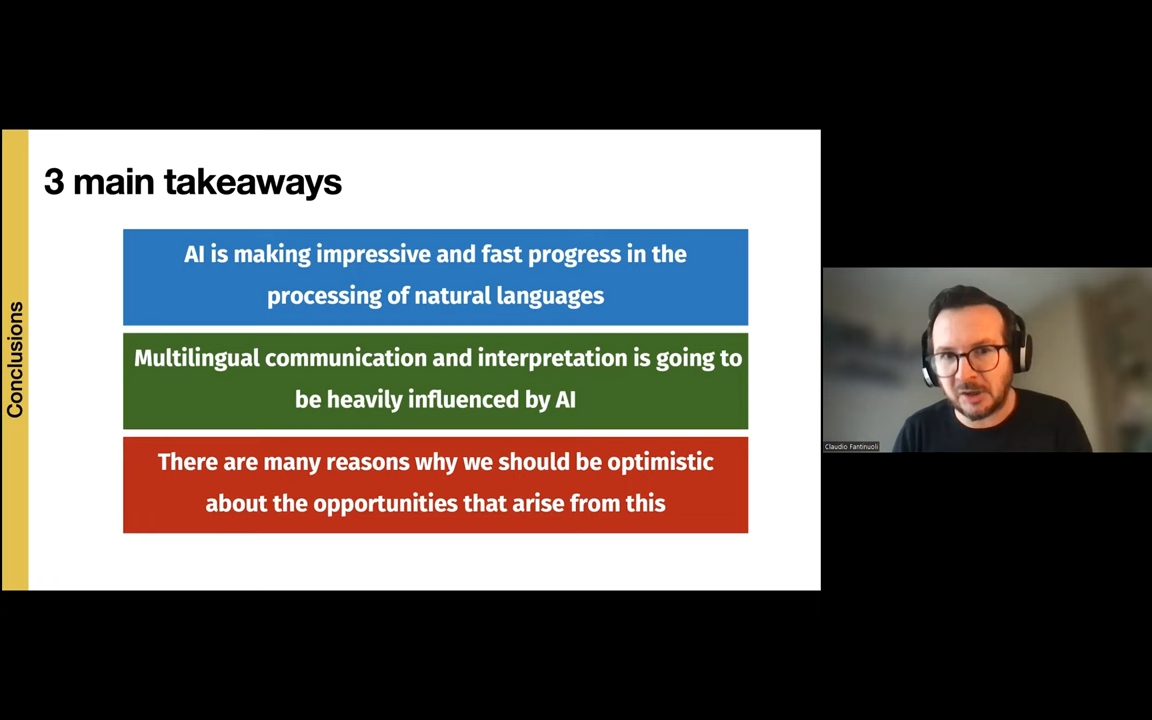 3 main takeaways
AI is making impressive and fast progress in the
processing of natural languages
Multilingual communication and interpretation is going to
be heavily influenced by AI
There are many reasons why we should be optimistic
about the opportunities that arise from this
Conclusions
Claudio Fantinuoli